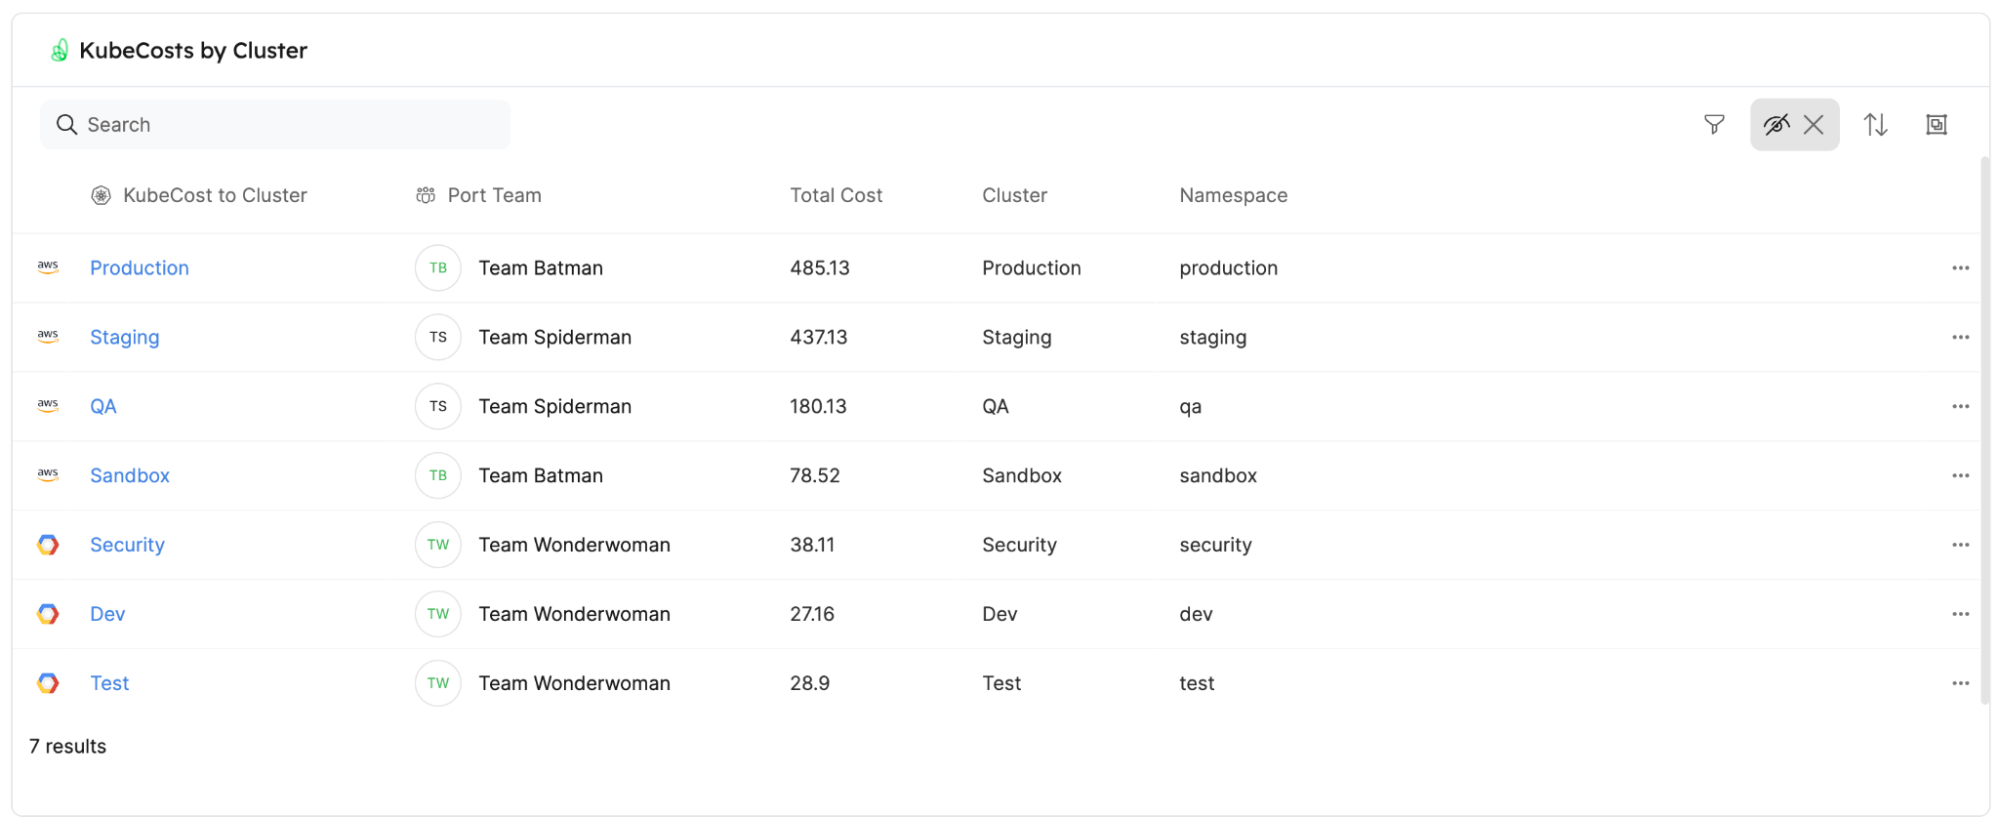 KubeCosts by Cluster
Search
KubeCost to Cluster Port Team Total Cost Cluster Namespace
aws Production TB Team Batman 485.13 Production production
aws Staging TS Team Spiderman 437.13 Staging staging
aws QA TS Team Spiderman 180.13 QA qa
aws Sandbox TB Team Batman 78.52 Sandbox sandbox
Security TW Team Wonderwoman 38.11 Security security
Dev TW Team Wonderwoman 27.16 Dev dev
Test TW Team Wonderwoman 28.9 Test test
7 results